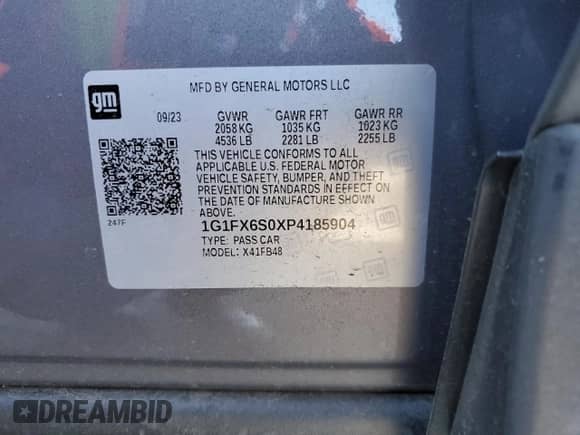 MFD BY GENERAL MOTORS LLC
gm
09/23 GVWR GAWR FRT GAWR RR
2058 KG 1035 KG 1023 KG
4536 LB 2281 LB 2255 LB
THIS VEHICLE CONFORMS TO ALL
APPLICABLE U.S. FEDERAL MOTOR
VEHICLE SAFETY, BUMPER, AND THEFT
PREVENTION STANDARDS IN EFFECT ON
THE DATE OF MANUFACTURE SHOWN
ABOVE.
247F
1G1FX6S0XP4185904
TYPE: PASS CAR
MODEL: X41FB48
DREAMBID